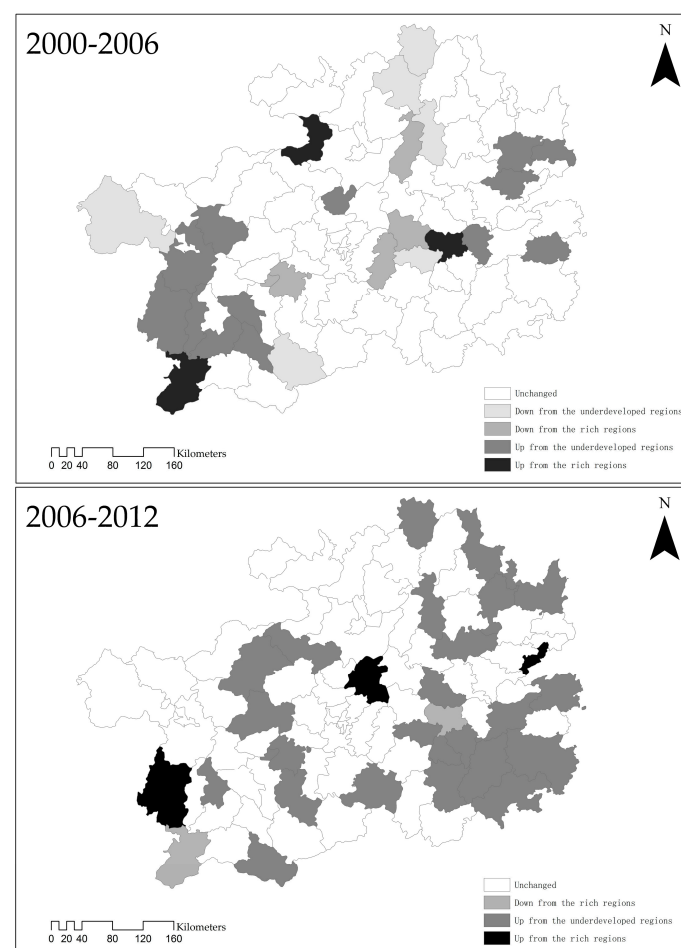 2000-2006
N
Unchanged
Down from the underdeveloped regions
Down from the rich regions
Up from the underdeveloped regions
Up from the rich regions
Kilometers
0 20 40 80 120 160
2006-2012
N
Unchanged
Down from the rich regions
Up from the underdeveloped regions
Up from the rich regions
Kilometers
0 20 40 80 120 160